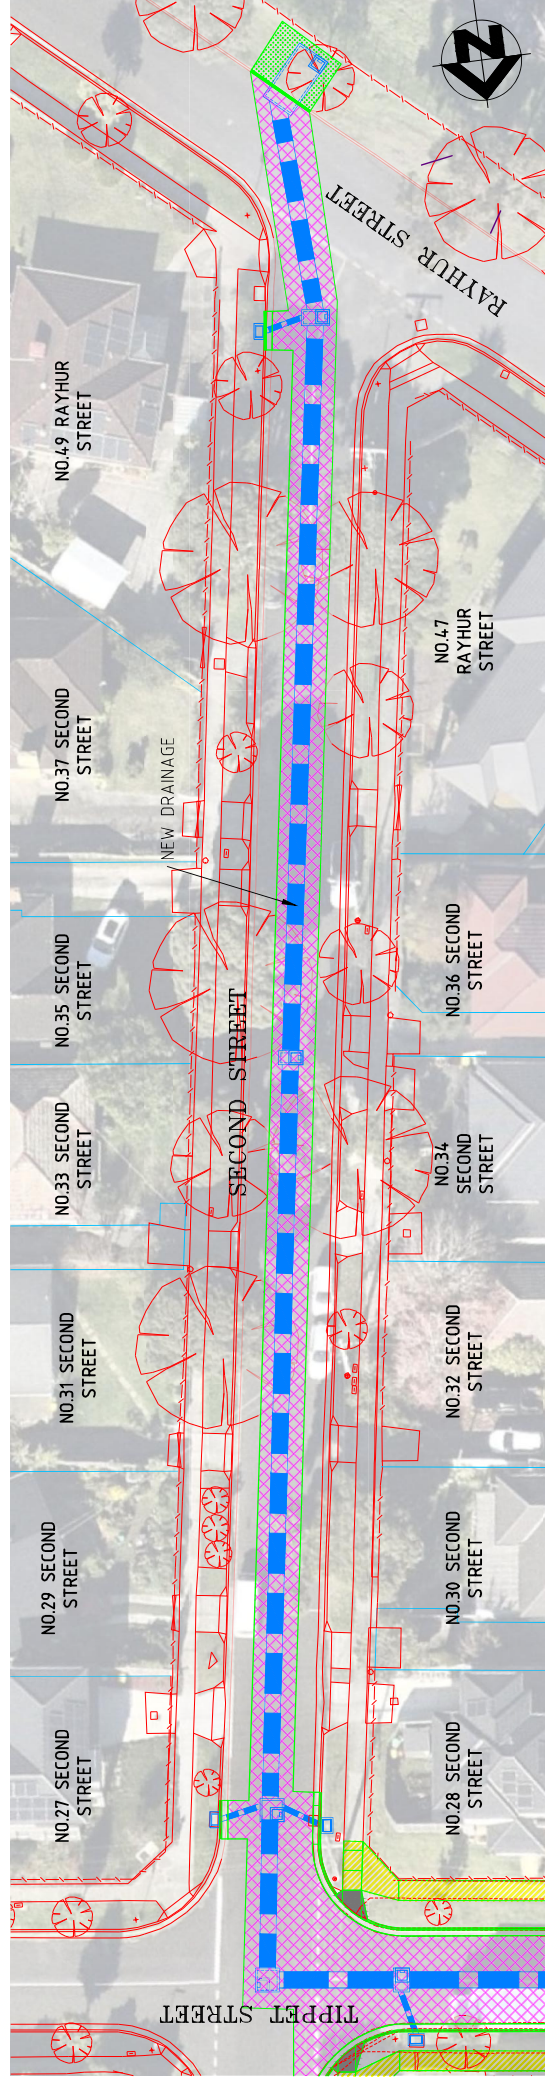 N
RAYHUR STREET
NO.49 RAYHUR
STREET
NO.47
RAYHUR
STREET
NO.37 SECOND
STREET
NEW DRAINAGE
NO.35 SECOND
STREET
NO.36 SECOND
STREET
SECOND STREET
NO.33 SECOND
STREET
NO.34
SECOND
STREET
NO.31 SECOND
STREET
NO.32 SECOND
STREET
NO.29 SECOND
STREET
NO.30 SECOND
STREET
NO.27 SECOND
STREET
NO.28 SECOND
STREET
TIPPET STREET